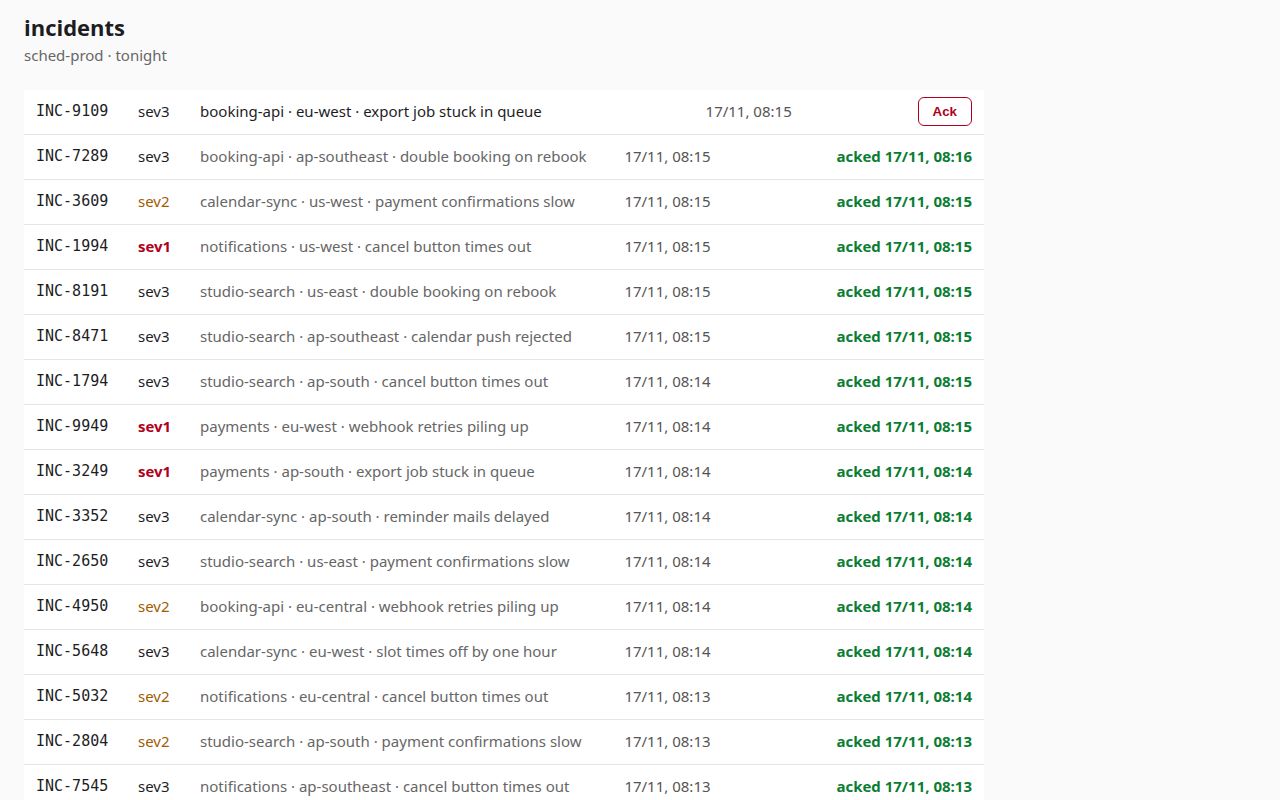 incidents
sched-prod · tonight
INC-9109 sev3 booking-api · eu-west · export job stuck in queue 17/11, 08:15 Ack
INC-7289 sev3 booking-api · ap-southeast · double booking on rebook 17/11, 08:15 acked 17/11, 08:16
INC-3609 sev2 calendar-sync · us-west · payment confirmations slow 17/11, 08:15 acked 17/11, 08:15
INC-1994 sev1 notifications · us-west · cancel button times out 17/11, 08:15 acked 17/11, 08:15
INC-8191 sev3 studio-search · us-east · double booking on rebook 17/11, 08:15 acked 17/11, 08:15
INC-8471 sev3 studio-search · ap-southeast · calendar push rejected 17/11, 08:15 acked 17/11, 08:15
INC-1794 sev3 studio-search · ap-south · cancel button times out 17/11, 08:14 acked 17/11, 08:15
INC-9949 sev1 payments · eu-west · webhook retries piling up 17/11, 08:14 acked 17/11, 08:15
INC-3249 sev1 payments · ap-south · export job stuck in queue 17/11, 08:14 acked 17/11, 08:14
INC-3352 sev3 calendar-sync · ap-south · reminder mails delayed 17/11, 08:14 acked 17/11, 08:14
INC-2650 sev3 studio-search · us-east · payment confirmations slow 17/11, 08:14 acked 17/11, 08:14
INC-4950 sev2 booking-api · eu-central · webhook retries piling up 17/11, 08:14 acked 17/11, 08:14
INC-5648 sev3 calendar-sync · eu-west · slot times off by one hour 17/11, 08:14 acked 17/11, 08:14
INC-5032 sev2 notifications · eu-central · cancel button times out 17/11, 08:13 acked 17/11, 08:14
INC-2804 sev2 studio-search · ap-south · payment confirmations slow 17/11, 08:13 acked 17/11, 08:13
INC-7545 sev3 notifications · ap-southeast · cancel button times out 17/11, 08:13 acked 17/11, 08:13